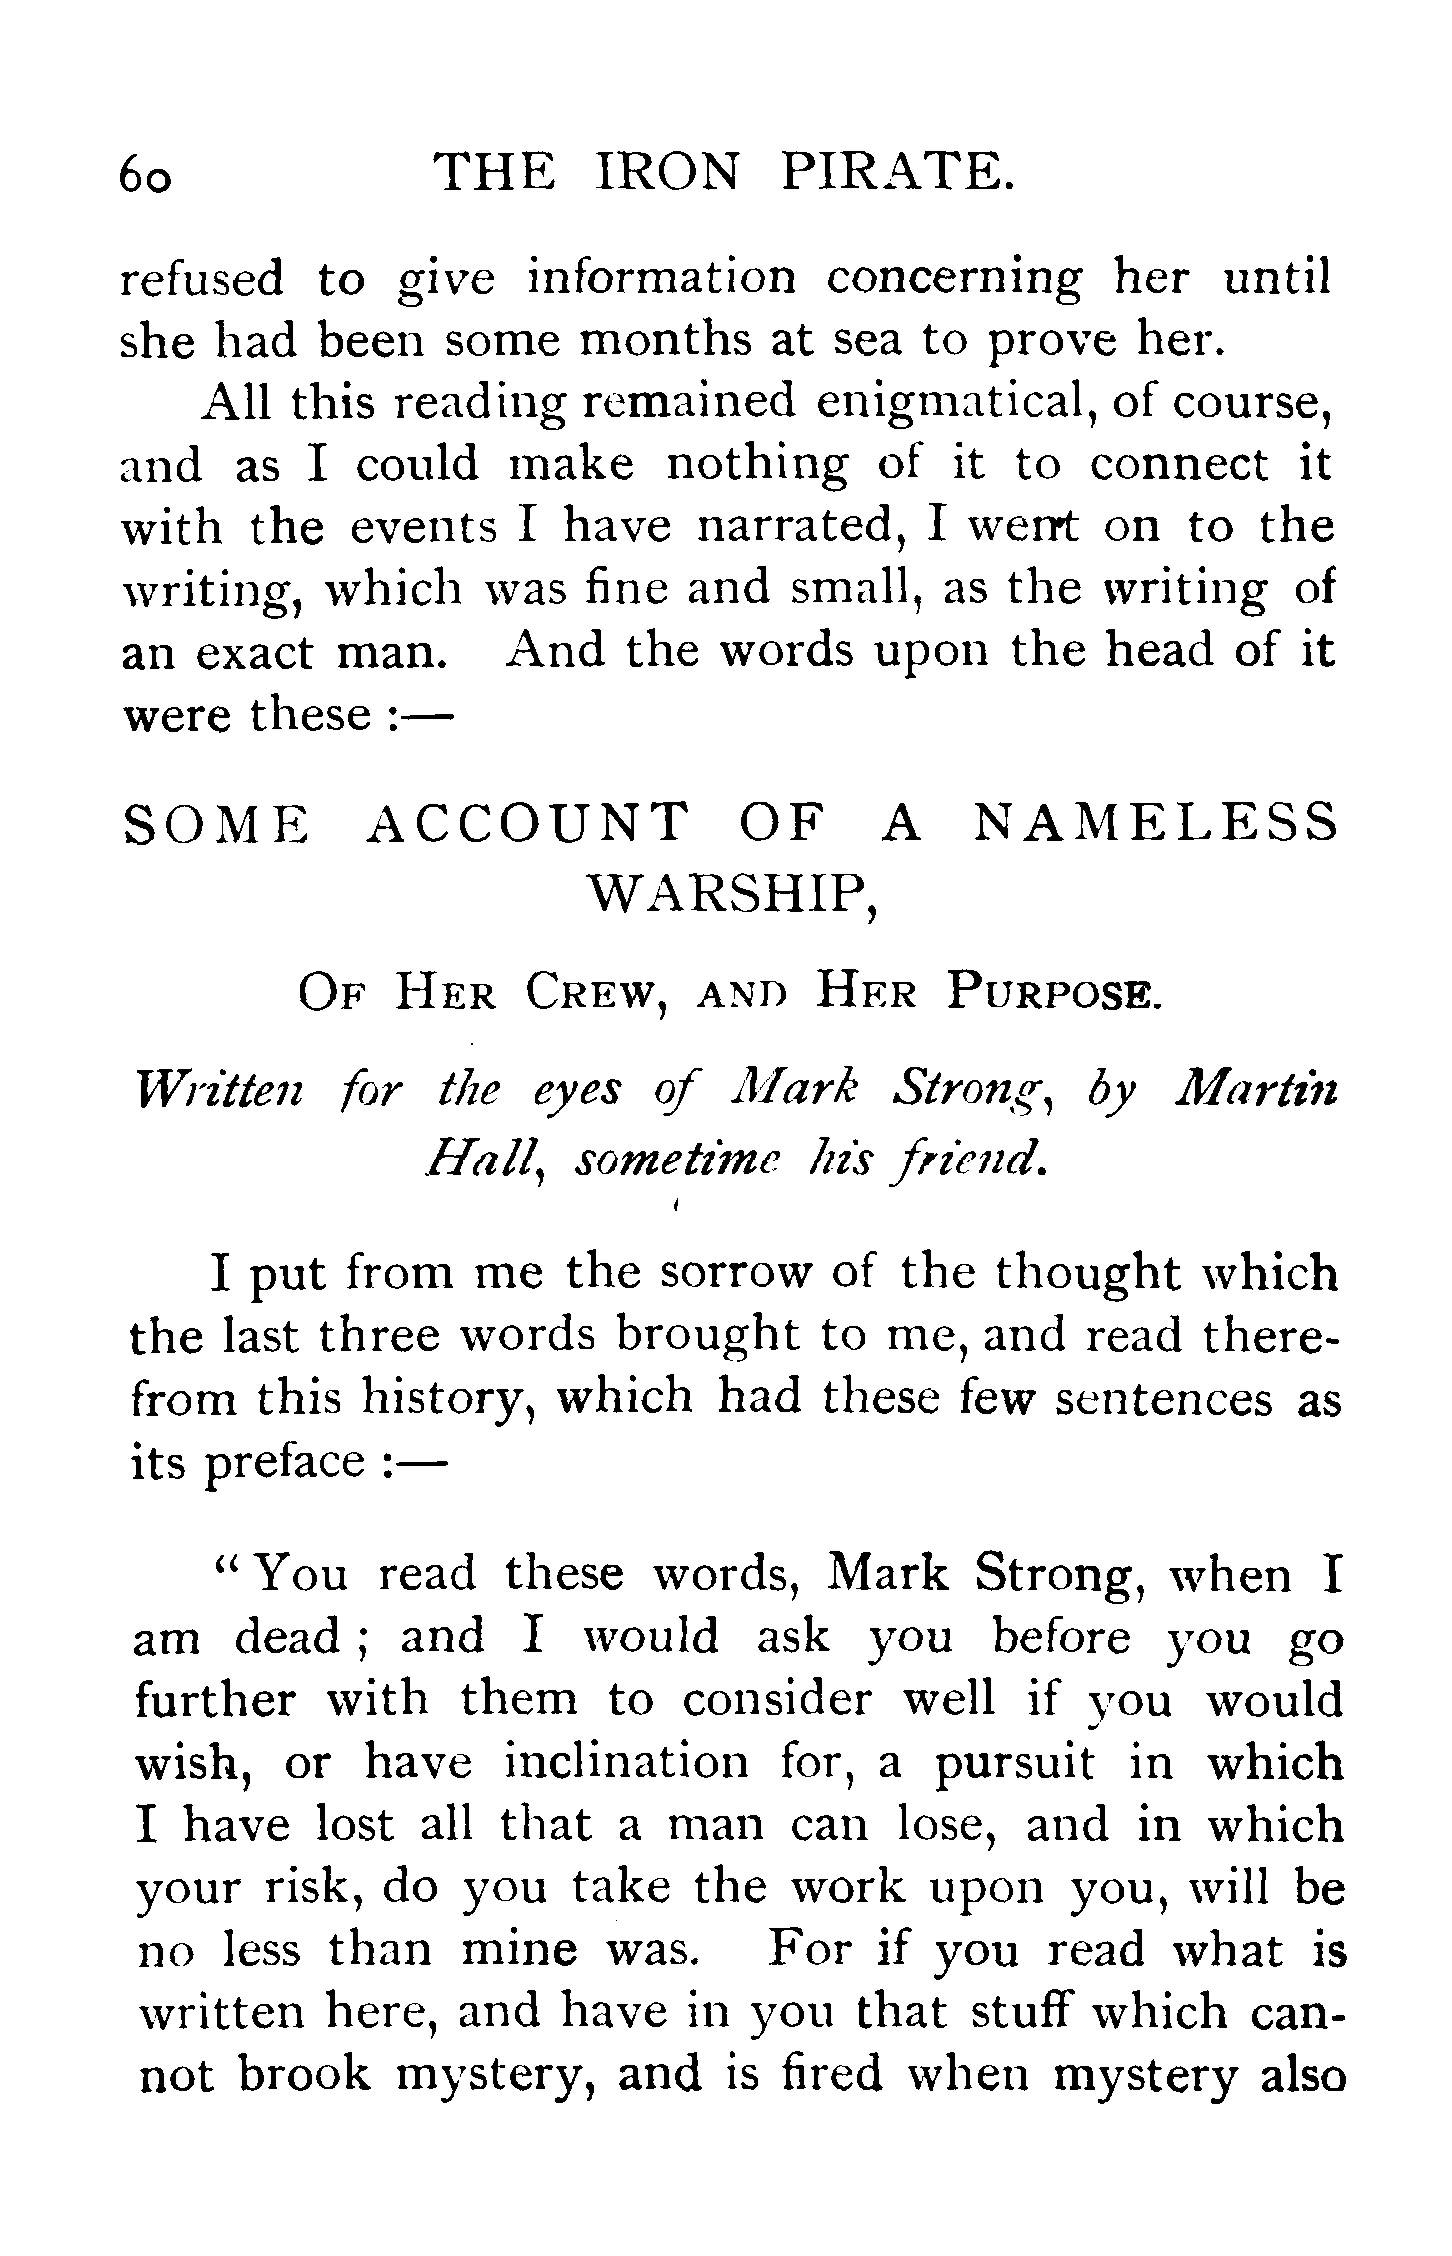 60 THE IRON PIRATE.
refused to give information concerning her until
she had been some months at sea to prove her.
All this reading remained enigmatical, of course,
and as I could make nothing of it to connect it
with the events I have narrated, I went on to the
writing, which was fine and small, as the writing of
an exact man. And the words upon the head of it
were these :—
SOME ACCOUNT OF A NAMELESS
WARSHIP,
OF HER CREW, AND HER PURPOSE.
Written for the eyes of Mark Strong, by Martin
Hall, sometime his friend.
I put from me the sorrow of the thought which
the last three words brought to me, and read there-
from this history, which had these few sentences as
its preface :—
“ You read these words, Mark Strong, when I
am dead ; and I would ask you before you go
further with them to consider well if you would
wish, or have inclination for, a pursuit in which
I have lost all that a man can lose, and in which
your risk, do you take the work upon you, will be
no less than mine was. For if you read what is
written here, and have in you that stuff which can-
not brook mystery, and is fired when mystery also